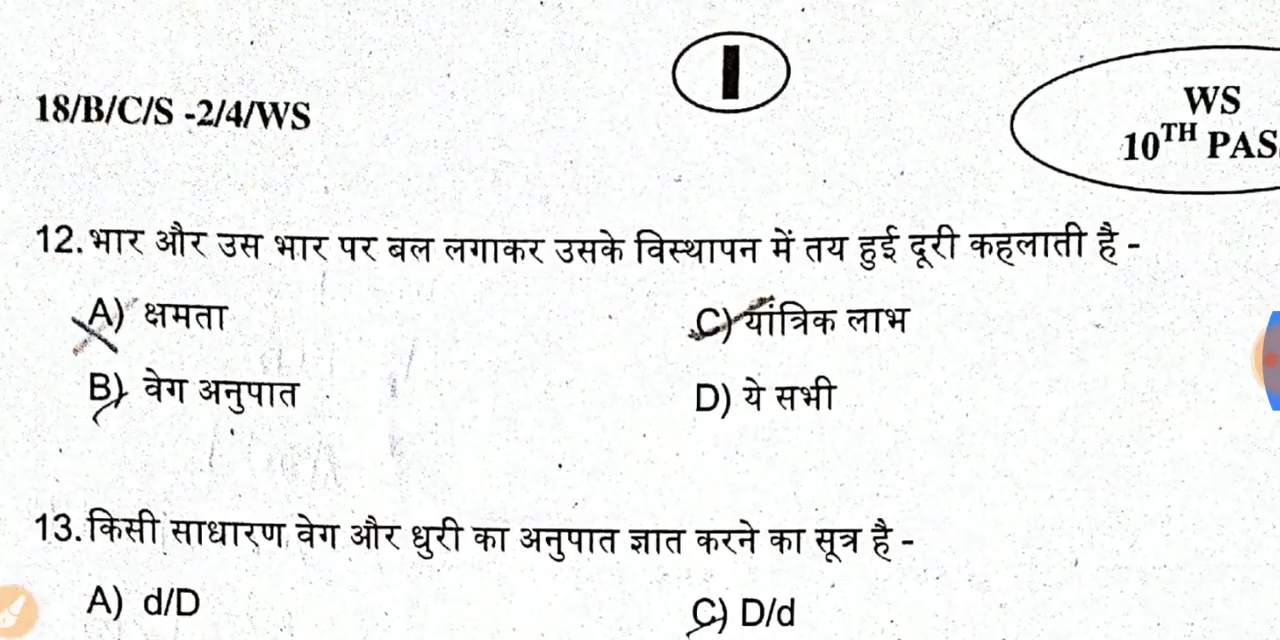 I
18/B/C/S -2/4/WS
WS
10TH PAS
12. भार और उस भार पर बल लगाकर उसके विस्थापन में तय हुई दूरी कहलाती है -
A) क्षमता
C) यांत्रिक लाभ
B) वेग अनुपात
D) ये सभी
13. किसी साधारण वेग और धुरी का अनुपात ज्ञात करने का सूत्र है -
A) d/D
C) D/d